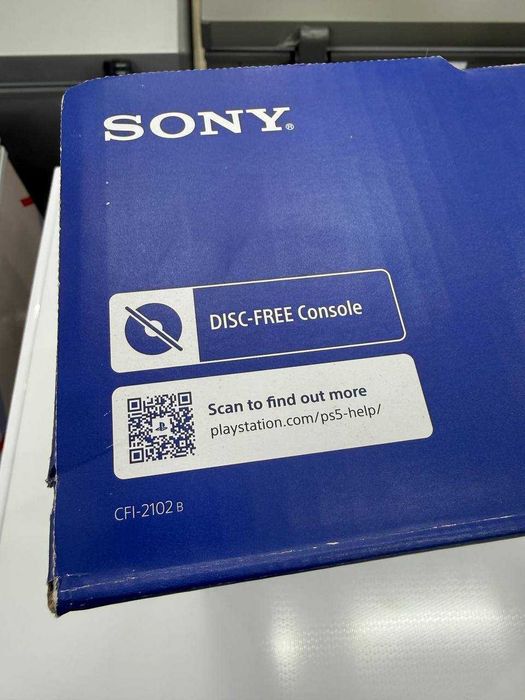 SONY®
DISC-FREE Console
Scan to find out more
playstation.com/ps5-help/
CFI-2102 B